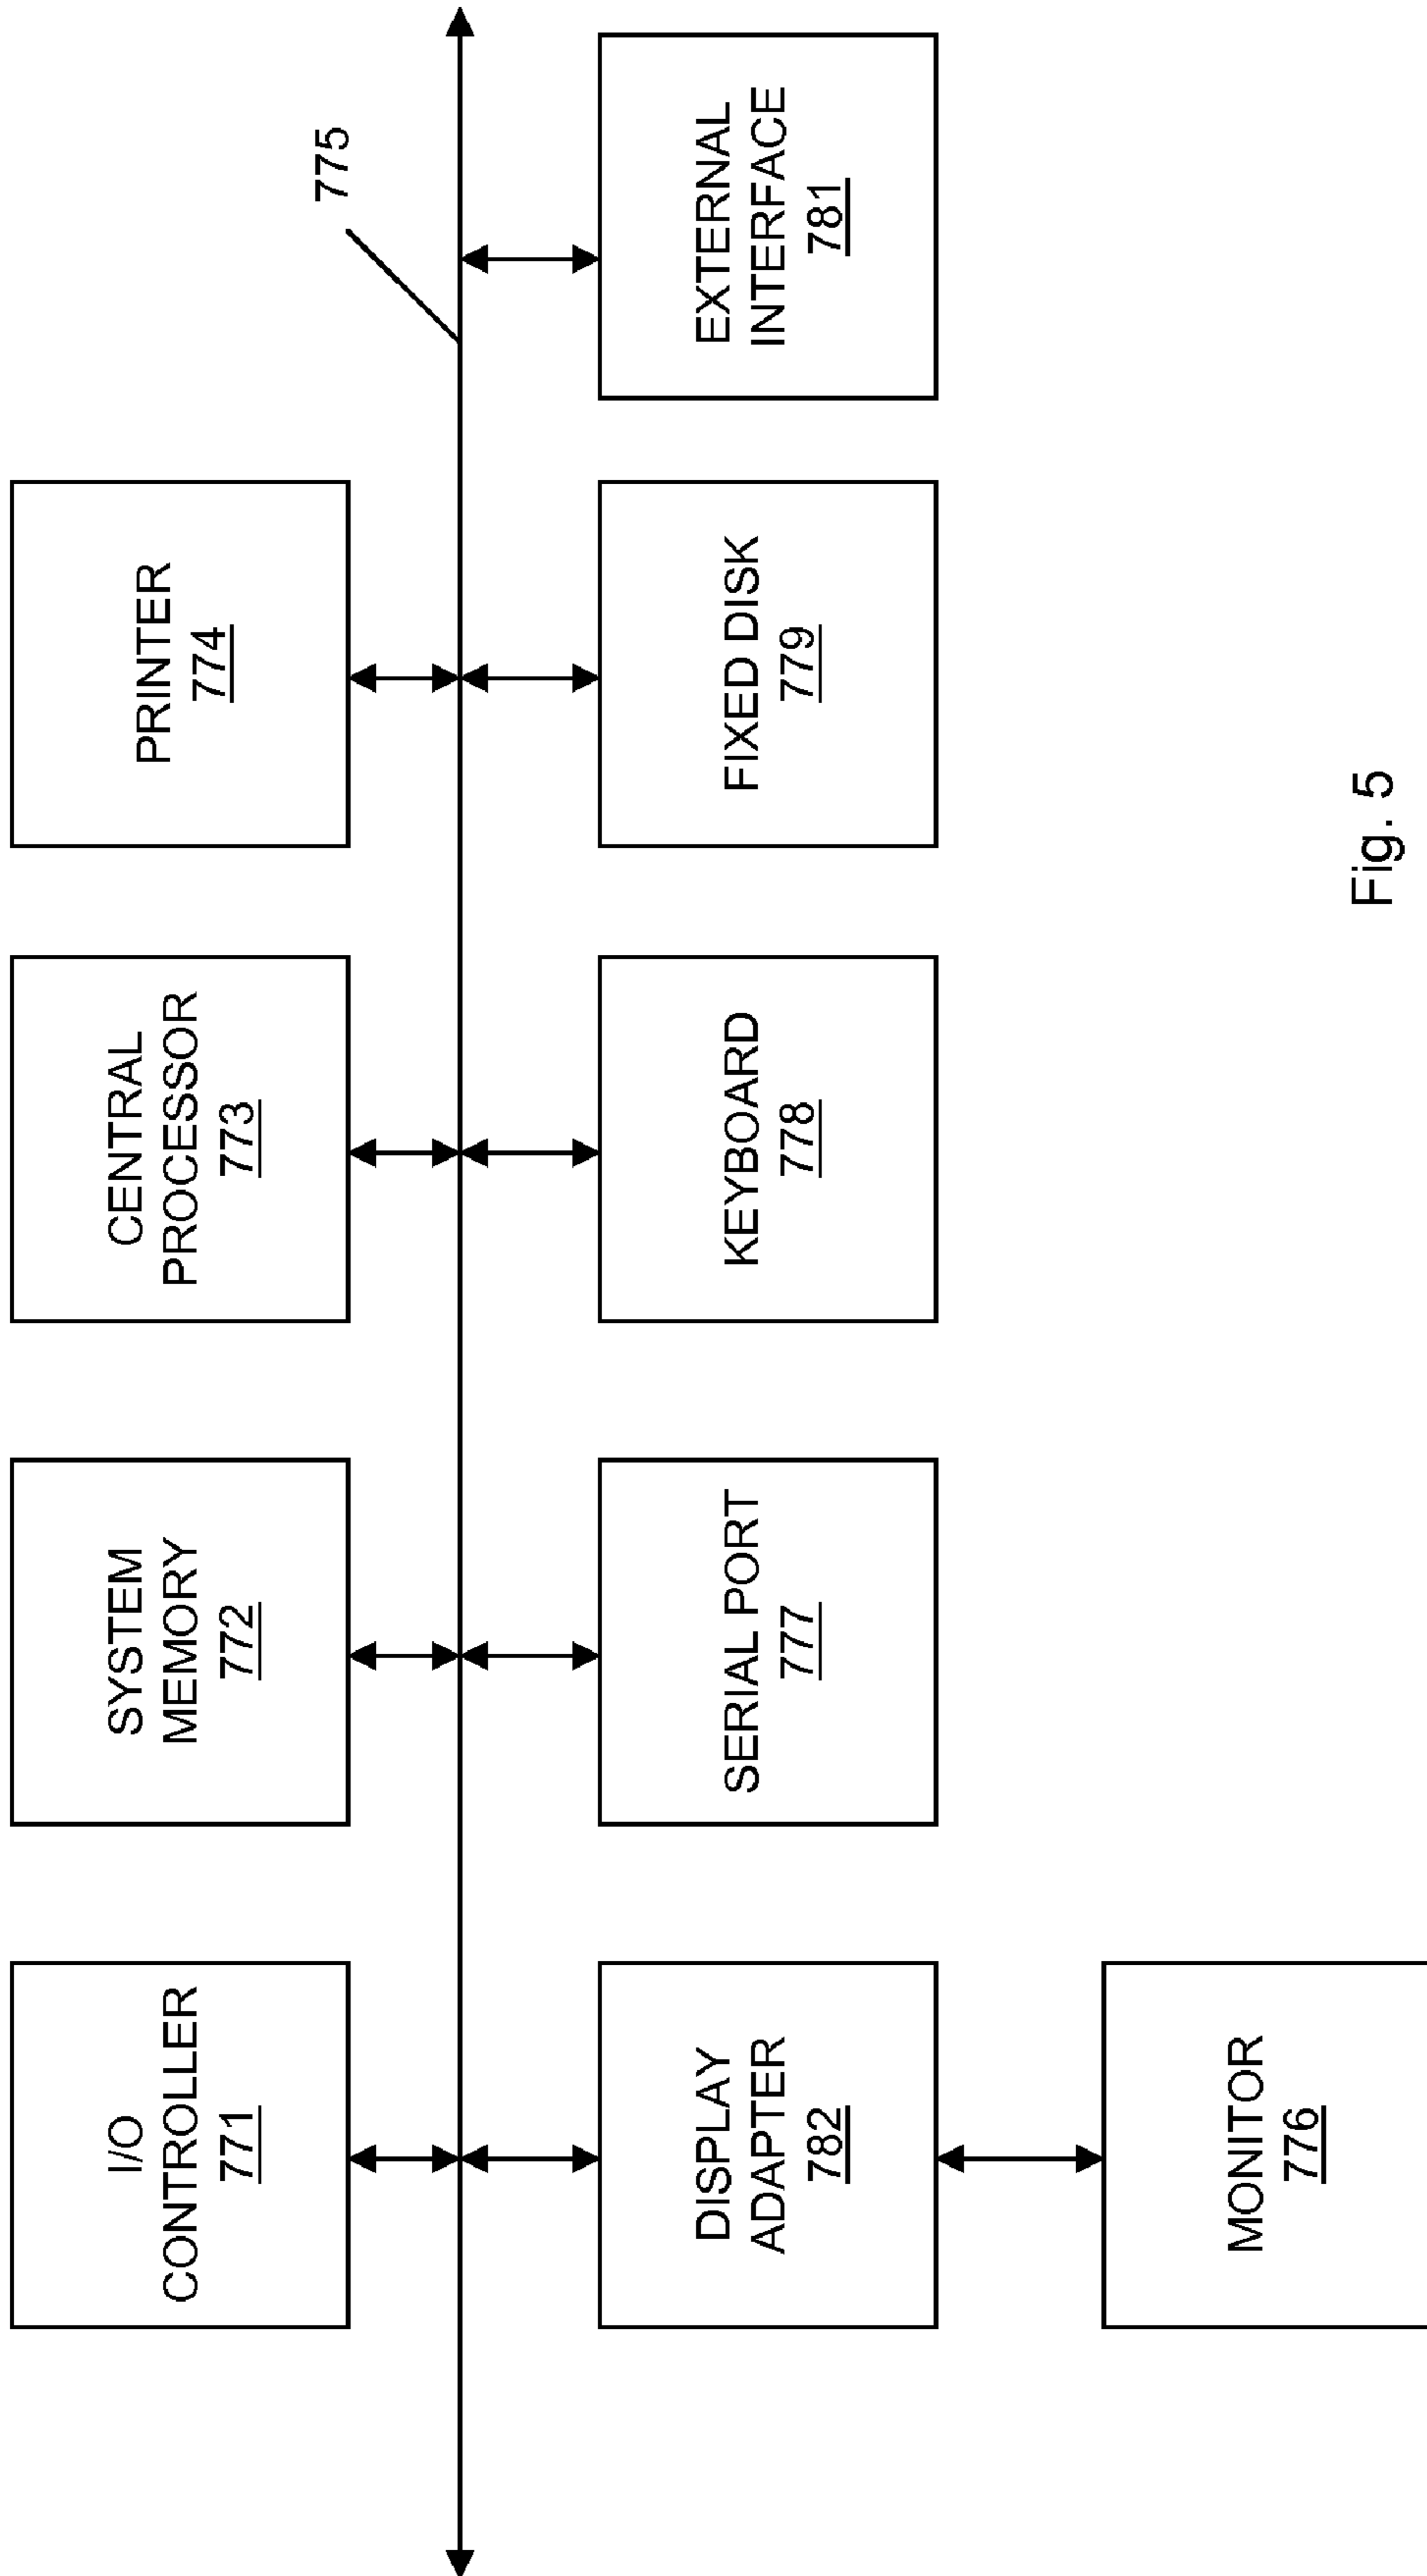 I/O
CONTROLLER
771
SYSTEM
MEMORY
772
CENTRAL
PROCESSOR
773
PRINTER
774
775
DISPLAY
ADAPTER
782
SERIAL PORT
777
KEYBOARD
778
FIXED DISK
779
EXTERNAL
INTERFACE
781
MONITOR
776
Fig. 5